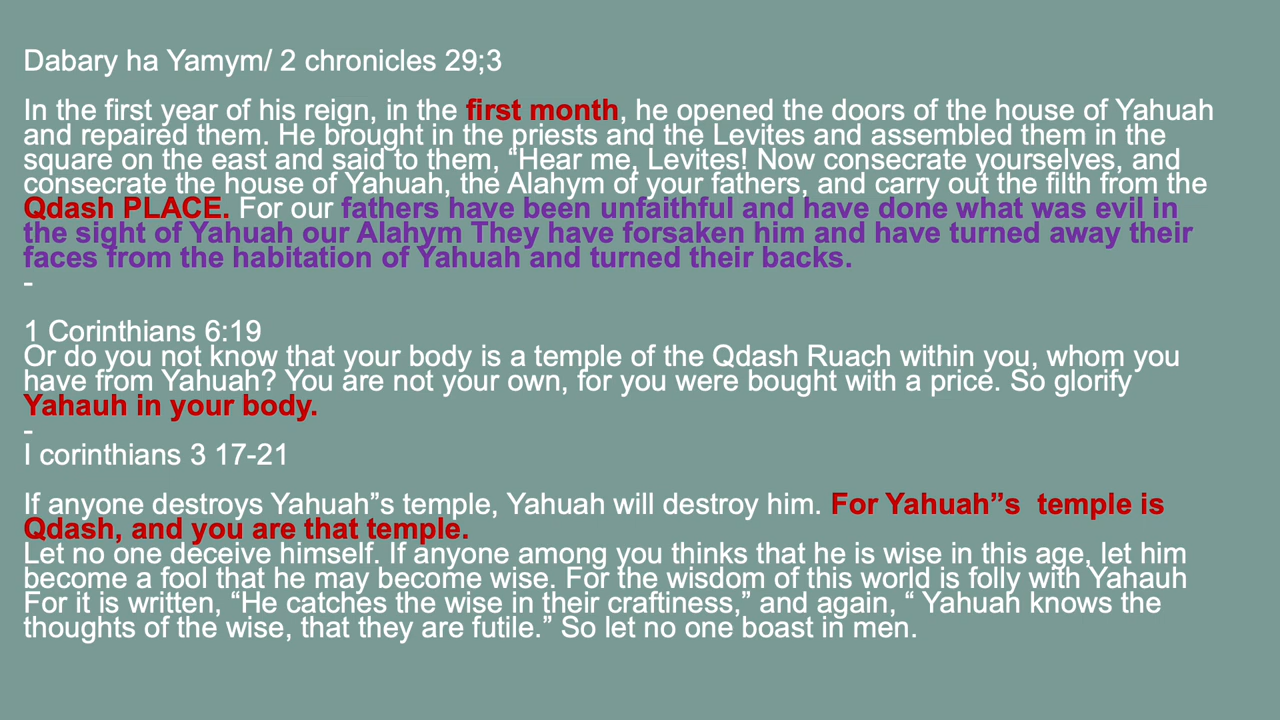 Dabary ha Yamym/ 2 chronicles 29;3
In the first year of his reign, in the first month, he opened the doors of the house of Yahuah
and repaired them. He brought in the priests and the Levites and assembled them in the
square on the east and said to them, “Hear me, Levites! Now consecrate yourselves, and
consecrate the house of Yahuah, the Alahym of your fathers, and carry out the filth from the
Qdash PLACE. For our fathers have been unfaithful and have done what was evil in
the sight of Yahuah our Alahym They have forsaken him and have turned away their
faces from the habitation of Yahuah and turned their backs.
-
1 Corinthians 6:19
Or do you not know that your body is a temple of the Qdash Ruach within you, whom you
have from Yahuah? You are not your own, for you were bought with a price. So glorify
Yahauh in your body.
-
I corinthians 3 17-21
If anyone destroys Yahuah”s temple, Yahuah will destroy him. For Yahuah”s  temple is
Qdash, and you are that temple.
Let no one deceive himself. If anyone among you thinks that he is wise in this age, let him
become a fool that he may become wise. For the wisdom of this world is folly with Yahauh
For it is written, “He catches the wise in their craftiness,” and again, “ Yahuah knows the
thoughts of the wise, that they are futile.” So let no one boast in men.